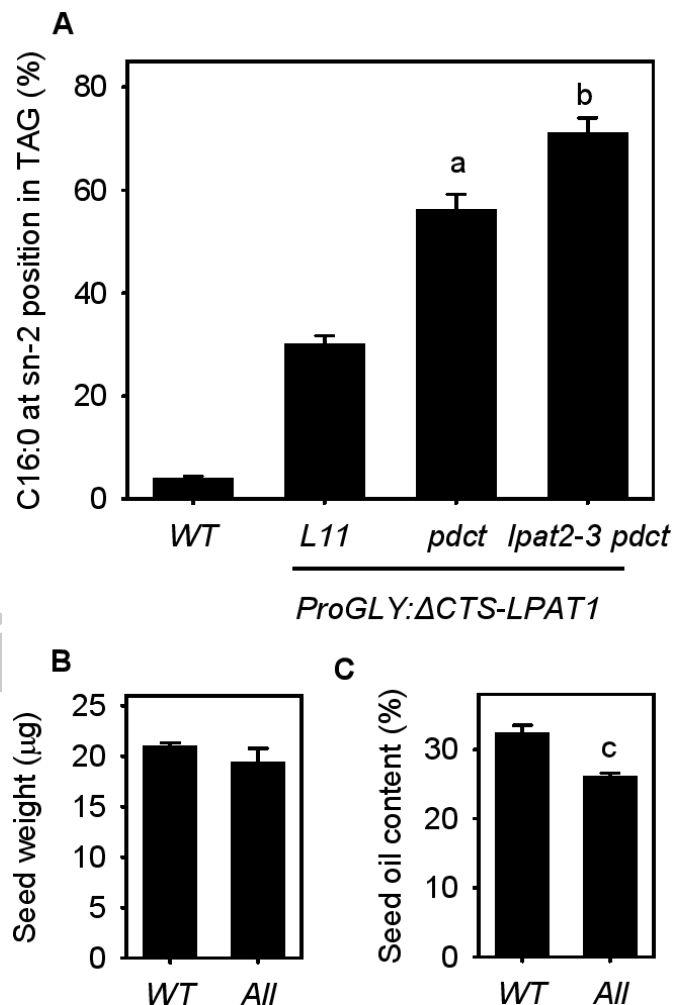 A
C16:0 at sn-2 position in TAG (%)
80
60
40
20
0
a
b
WT L11 pdct lpat2-3 pdct
ProGLY:ΔCTS-LPAT1
B
Seed weight (μg)
25
20
15
10
5
0
WT All
C
Seed oil content (%)
30
20
10
0
c
WT All